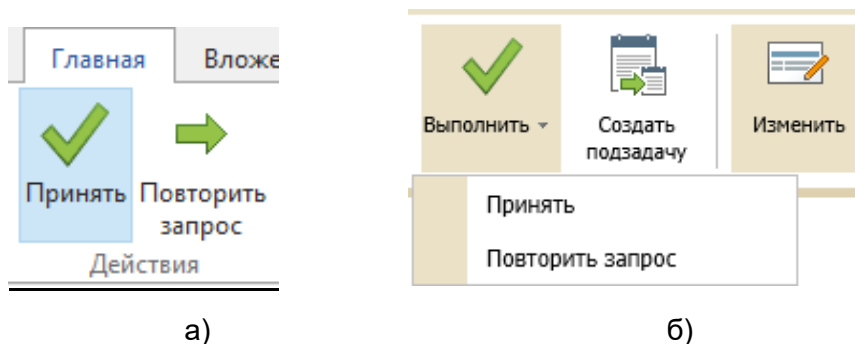 Главная Вложе
Принять Повторить
запрос
Действия
Выполнить Создать Изменить
подзадачу
Принять
Повторить запрос
а) б)